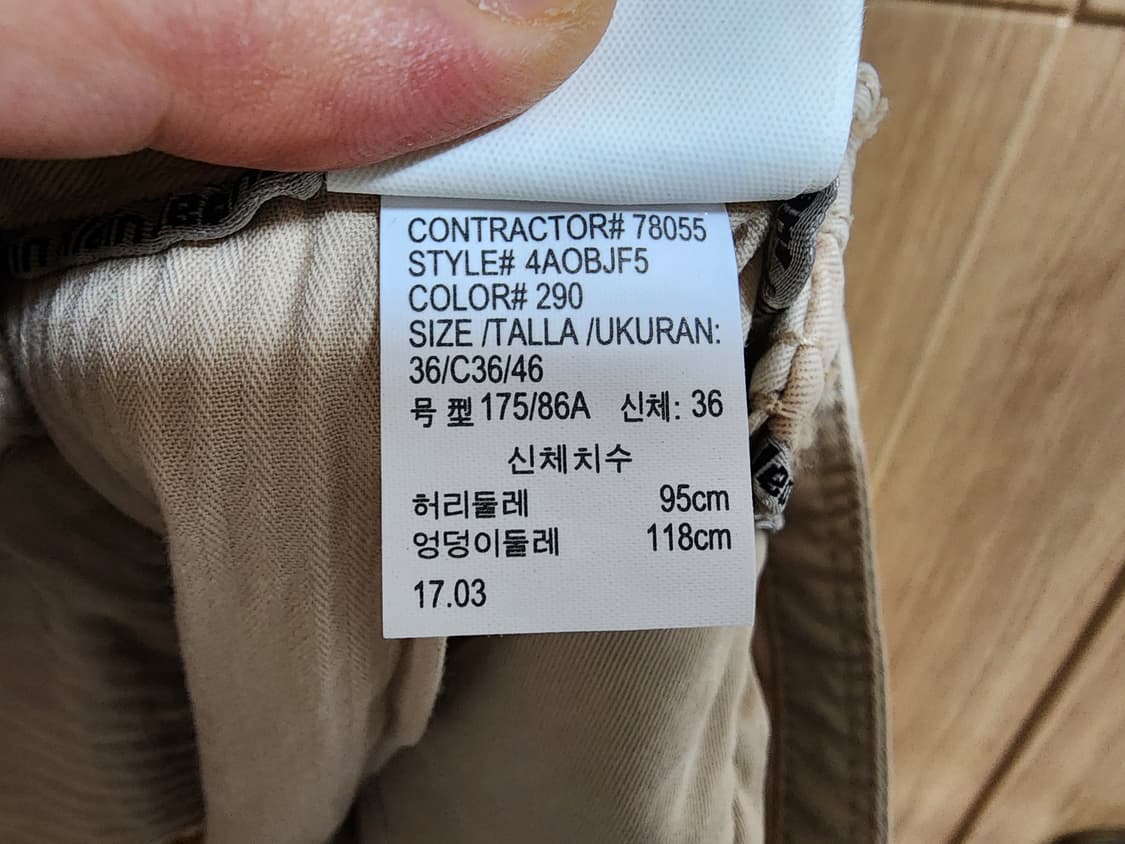 CONTRACTOR# 78055
STYLE# 4AOBJF5
COLOR# 290
SIZE /TALLA /UKURAN:
36/C36/46
号 型 175/86A 신체: 36
신체치수
허리둘레 95cm
엉덩이둘레 118cm
17.03